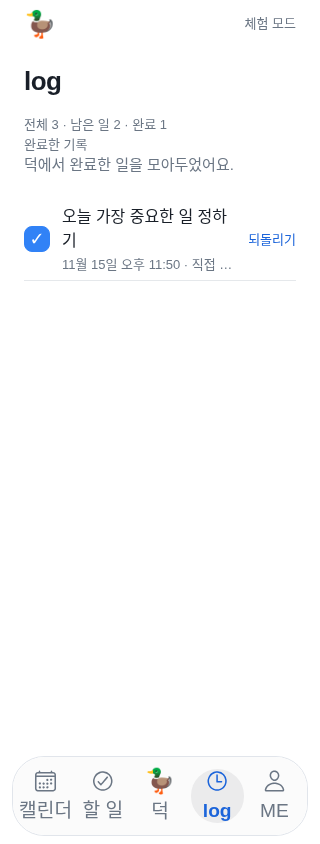 체험 모드
log
전체 3 · 남은 일 2 · 완료 1
완료한 기록
덕에서 완료한 일을 모아두었어요.
오늘 가장 중요한 일 정하
기
11월 15일 오후 11:50 · 직접 …
되돌리기
캘린더 할 일 덕 log ME